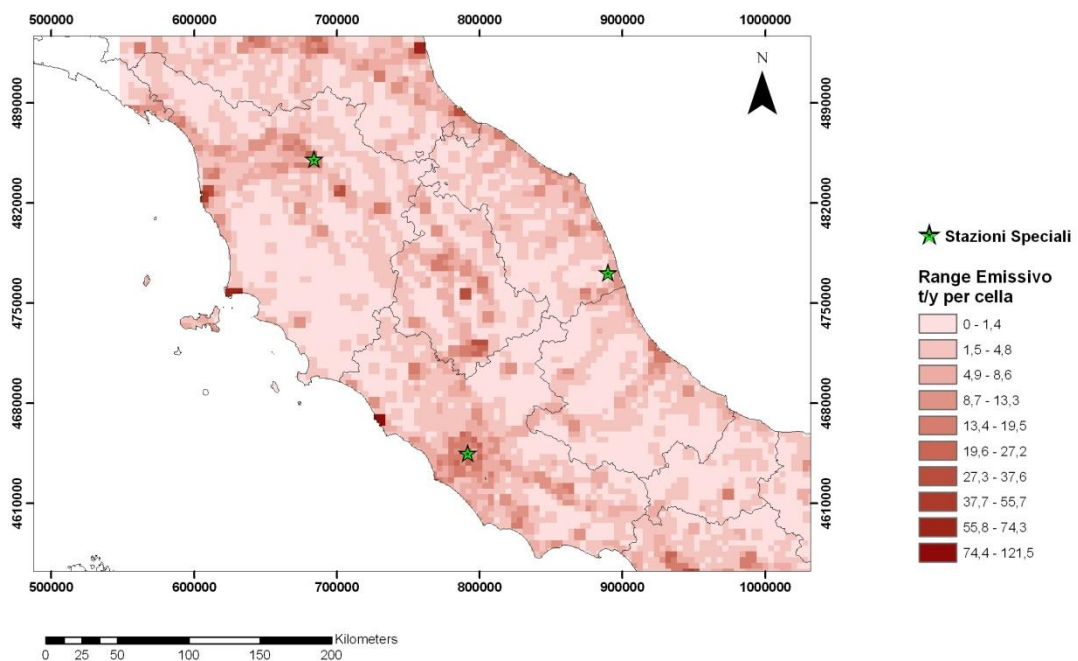 500000 600000 700000 800000 900000 1000000
N
4890000 4890000
4820000 4820000
4750000 4750000
4680000 4680000
4610000 4610000
500000 600000 700000 800000 900000 1000000
Stazioni Speciali
Range Emissivo
t/y per cella
0 - 1,4
1,5 - 4,8
4,9 - 8,6
8,7 - 13,3
13,4 - 19,5
19,6 - 27,2
27,3 - 37,6
37,7 - 55,7
55,8 - 74,3
74,4 - 121,5
Kilometers
0 25 50 100 150 200